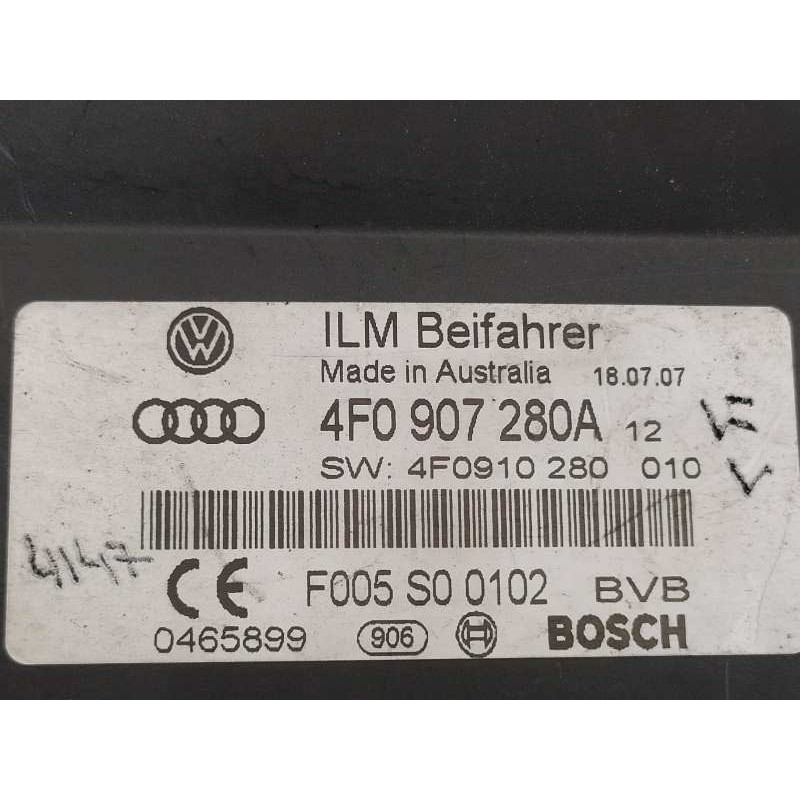 ILM Beifahrer
Made in Australia 18.07.07
4F0 907 280A 12
SW: 4F0910 280 010
4147
F005 S0 0102 BVB
0465899 906 BOSCH